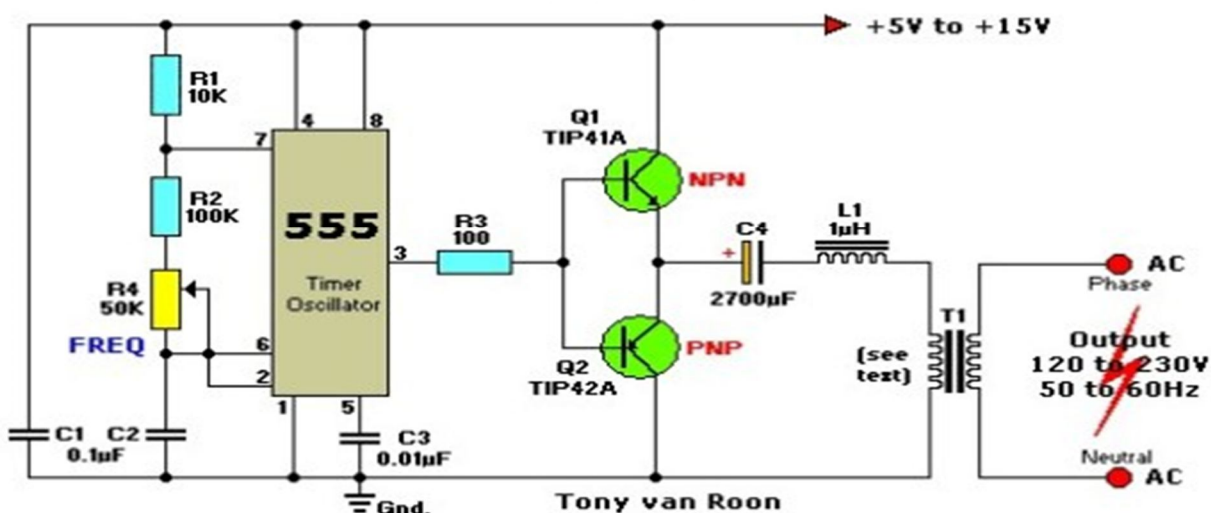 +5V to +15V
R1
10K
Q1
TIP41A
4
8
7
NPN
R2
100K
555
Timer
Oscillator
3
R3
100
C4
+
2700µF
L1
1µH
AC
Phase
R4
50K
FREQ
T1
(see
text)
Output
120 to 230V
50 to 60Hz
PNP
Q2
TIP42A
6
2
1
5
C1
C2
0.1µF
C3
0.01µF
Neutral
AC
Gnd.
Tony van Roon